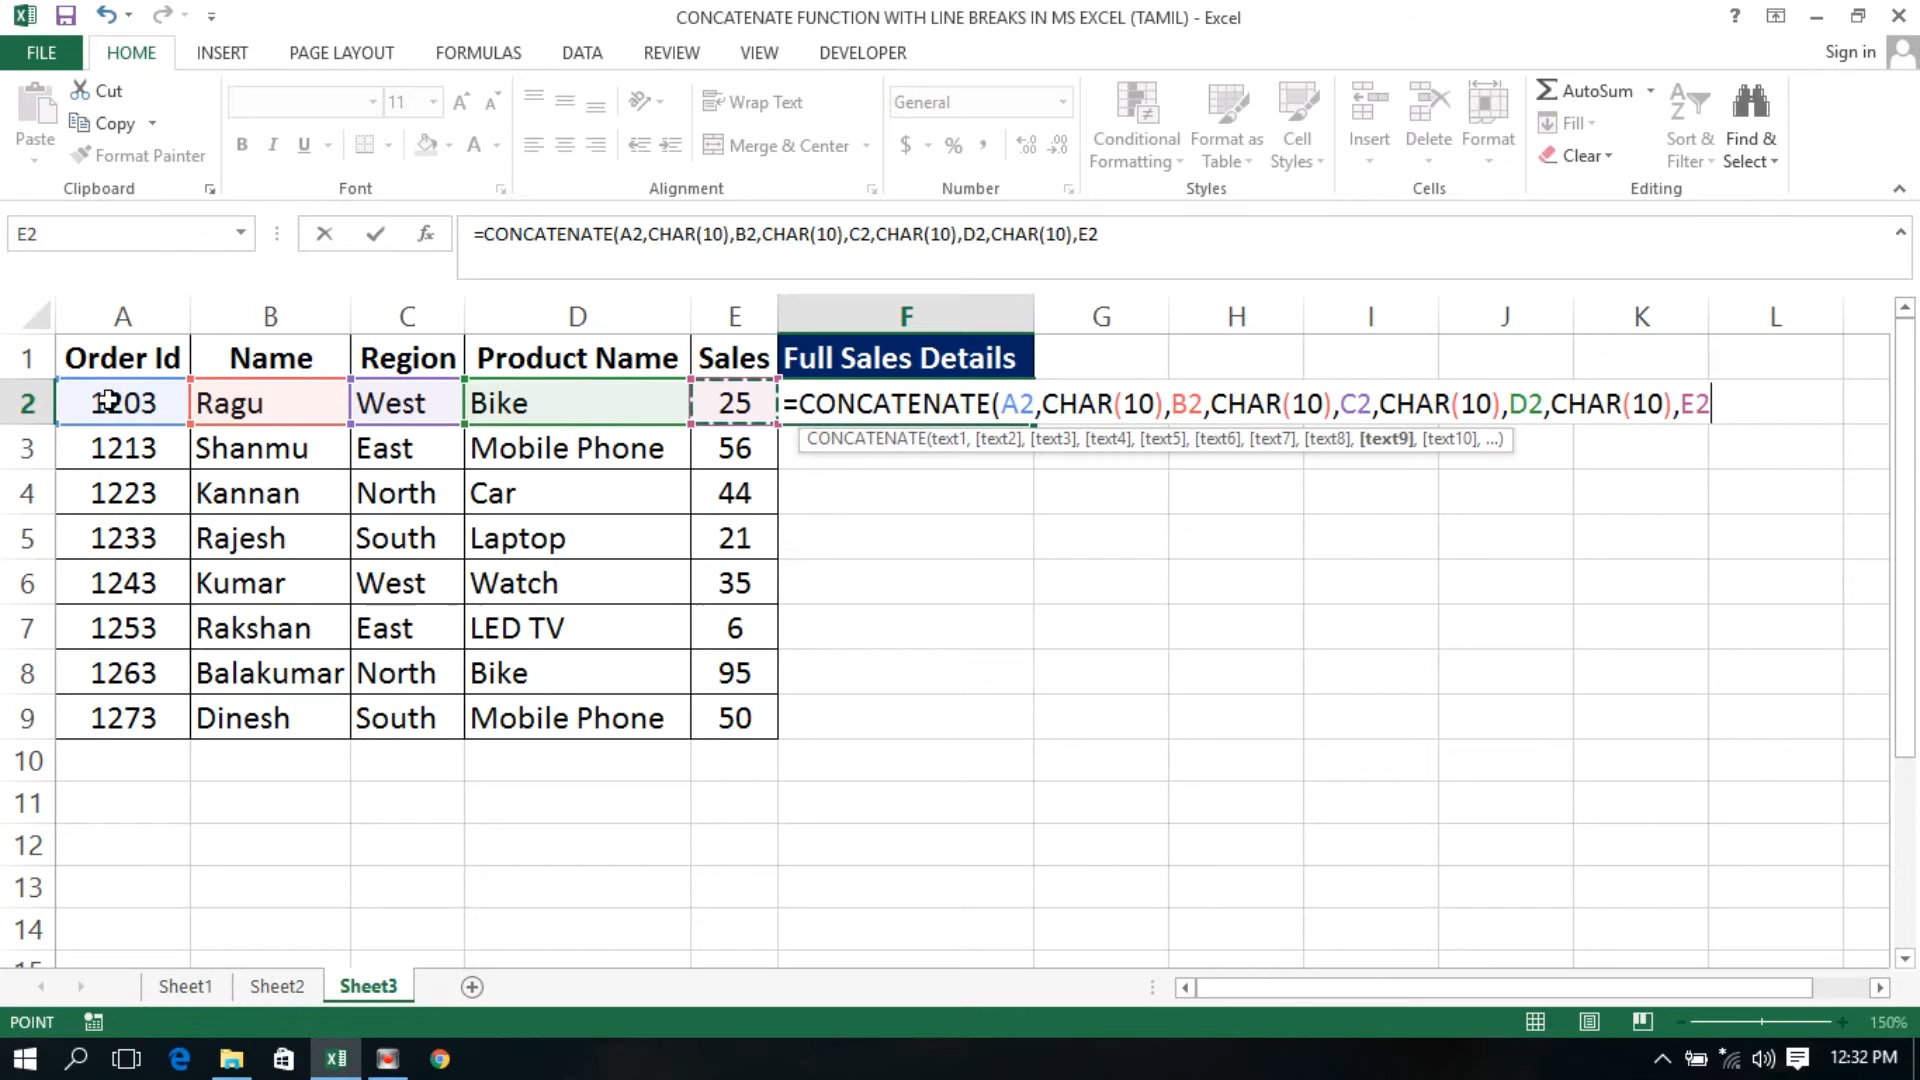 CONCATENATE FUNCTION WITH LINE BREAKS IN MS EXCEL (TAMIL) - Excel
?
FILE HOME INSERT PAGE LAYOUT FORMULAS DATA REVIEW VIEW DEVELOPER Sign in
Paste
Cut
Copy
Format Painter
Clipboard
11
B I U
Font
Wrap Text
Merge & Center
Alignment
General
$ % ,
Number
Conditional Formatting
Format as Table
Cell Styles
Styles
Insert Delete Format
Cells
AutoSum
Fill
Clear
Sort & Filter
Find & Select
Editing
E2
=CONCATENATE(A2,CHAR(10),B2,CHAR(10),C2,CHAR(10),D2,CHAR(10),E2
A B C D E F G H I J K L
1 Order Id Name Region Product Name Sales Full Sales Details
2 1203 Ragu West Bike 25 =CONCATENATE(A2,CHAR(10),B2,CHAR(10),C2,CHAR(10),D2,CHAR(10),E2
CONCATENATE(text1, [text2], [text3], [text4], [text5], [text6], [text7], [text8], [text9], [text10], ...)
3 1213 Shanmu East Mobile Phone 56
4 1223 Kannan North Car 44
5 1233 Rajesh South Laptop 21
6 1243 Kumar West Watch 35
7 1253 Rakshan East LED TV 6
8 1263 Balakumar North Bike 95
9 1273 Dinesh South Mobile Phone 50
10
11
12
13
14
15
Sheet1 Sheet2 Sheet3
POINT
150%
12:32 PM